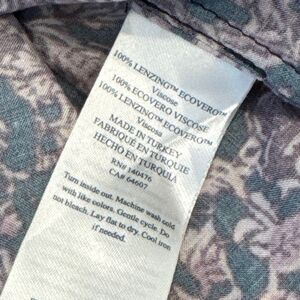 100% LENZING™ ECOVERO™
Viscose
100% ECOVERO VISCOSE
100% LENZING™ ECOVERO™
Viscosa
MADE IN TURKEY
FABRIQUÉ EN TURQUIE
HECHO EN TURQUÍA
RN# 140476
CA# 64607
Turn inside out. Machine wash cold
with like colors. Gentle cycle. Do
not bleach. Lay flat to dry. Cool iron
if needed.